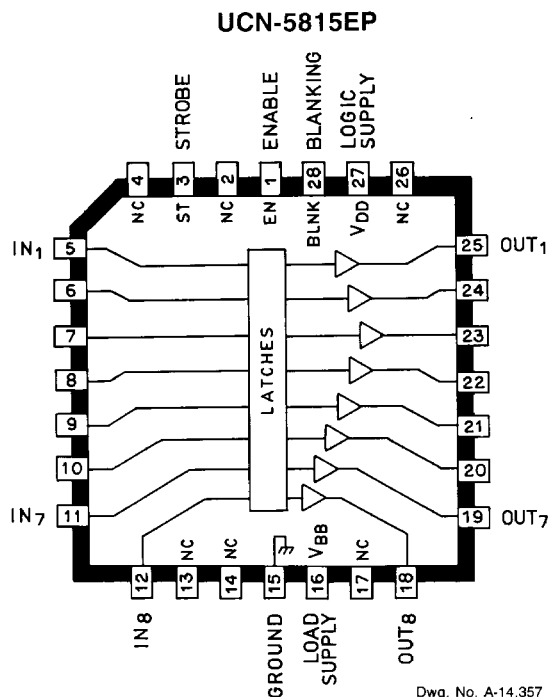 UCN-5815EP
STROBE
ENABLE
BLANKING
LOGIC
SUPPLY
4
3
2
1
28
27
26
NC
ST
NC
EN
BLNK
VDD
NC
IN1
5
25
OUT1
6
24
7
23
8
22
9
21
10
20
IN7
11
19
OUT7
LATCHES
NC
NC
VBB
NC
12
13
14
15
16
17
18
IN8
GROUND
LOAD
SUPPLY
OUT8
Dwg. No. A-14,357